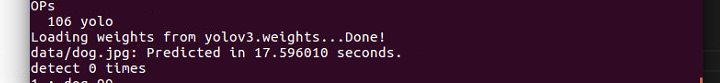 OPs
106 yolo
Loading weights from yolov3.weights...Done!
data/dog.jpg: Predicted in 17.596010 seconds.
detect 0 times